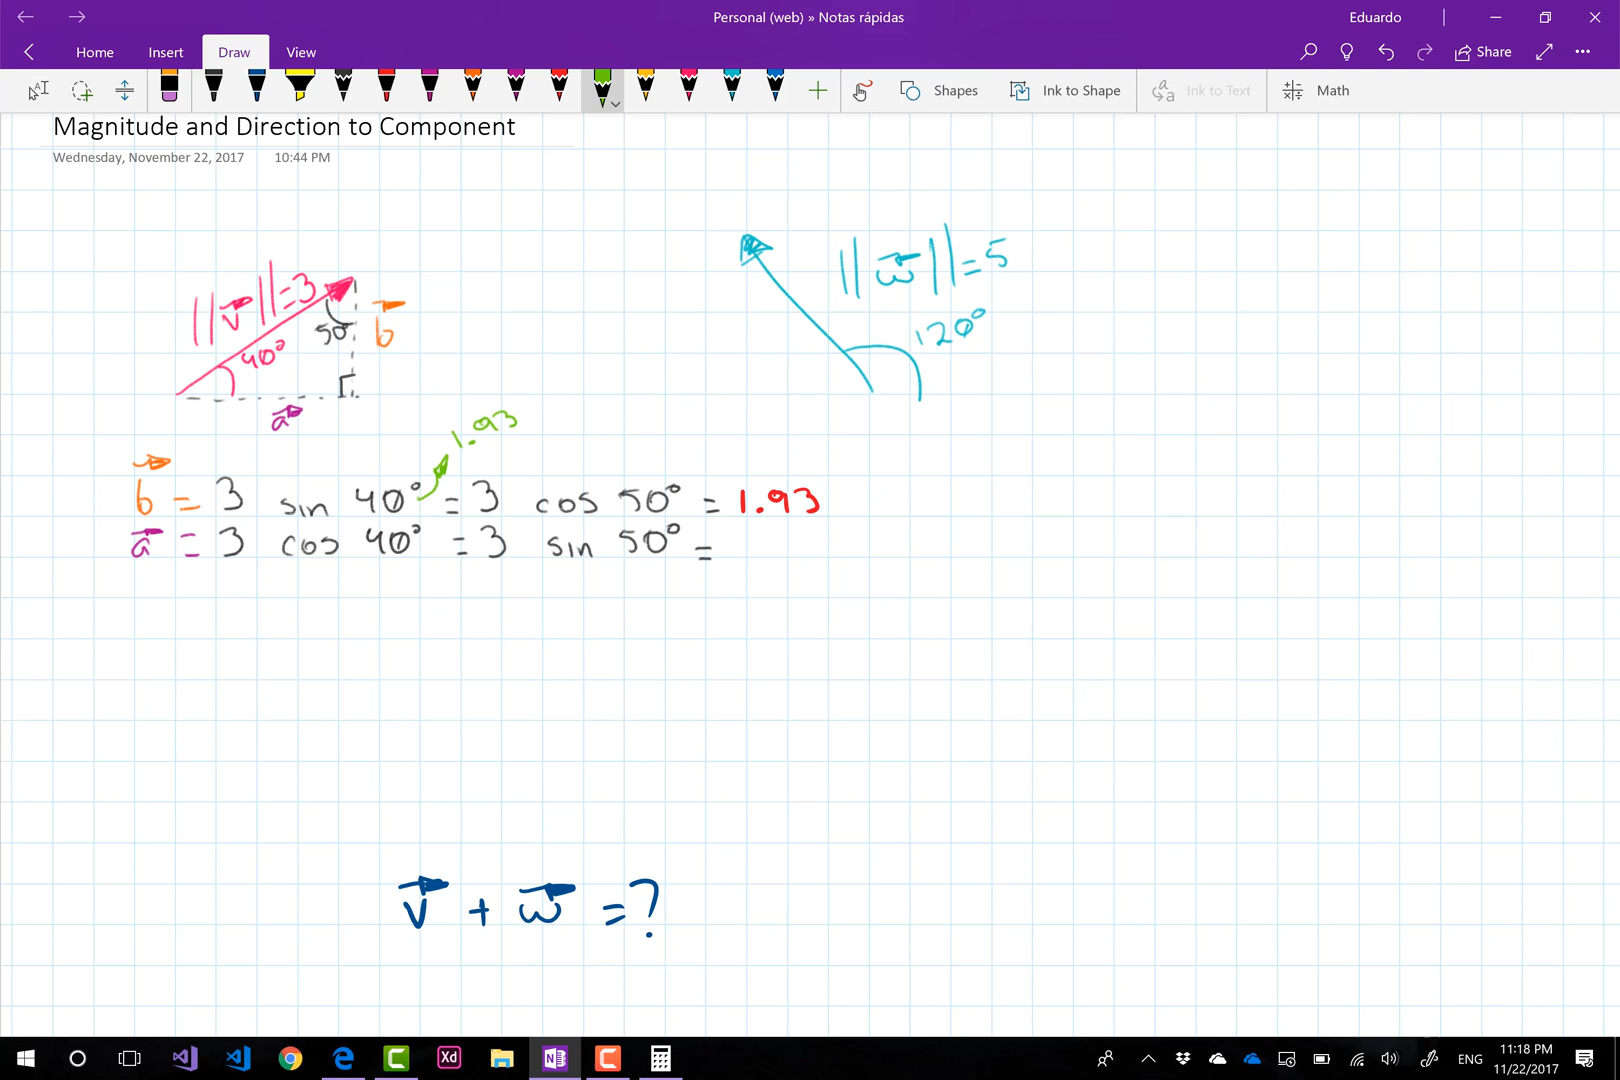 Personal (web) » Notas rápidas
Eduardo
Home Insert Draw View
Share
Shapes Ink to Shape Ink to Text Math
Magnitude and Direction to Component
Wednesday, November 22, 2017 10:44 PM
||v|| = 3
50°
b
40°
a
||w|| = 5
120°
1.93
b = 3 sin 40° = 3 cos 50° = 1.93
a = 3 cos 40° = 3 sin 50° =
v + w = ?
Xd
N
ENG
11:18 PM
11/22/2017